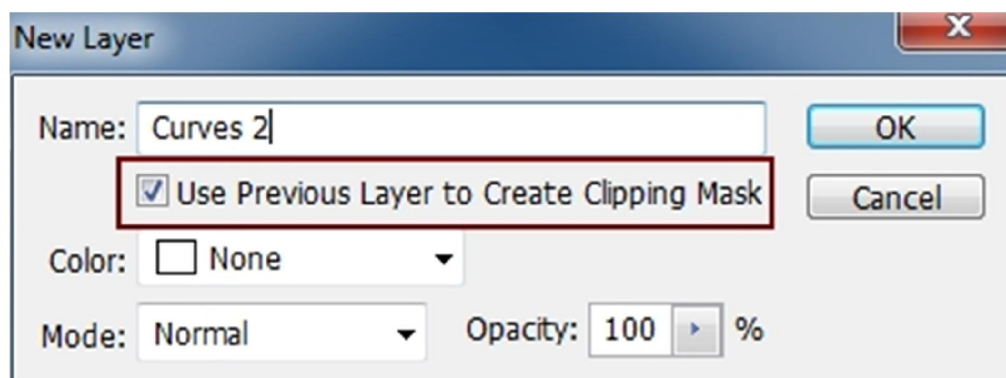 New Layer
Name: Curves 2 OK
Use Previous Layer to Create Clipping Mask Cancel
Color: None
Mode: Normal Opacity: 100 %